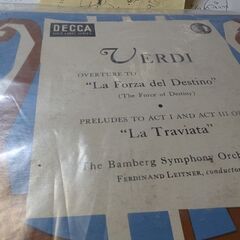 DECCA
VERDI
OVERTURE TO
"La Forza del Destino"
(The Force of Destiny)
PRELUDES TO ACT I AND ACT III OF
"La Traviata"
The Bamberg Symphony Orch
FERDINAND LEITNER, conductor